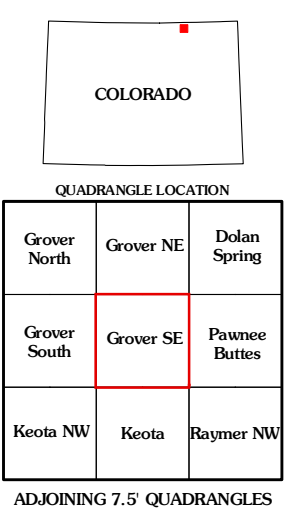 COLORADO
QUADRANGLE LOCATION
Grover
North
Grover NE
Dolan
Spring
Grover
South
Grover SE
Pawnee
Buttes
Keota NW
Keota
Raymer NW
ADJOINING 7.5' QUADRANGLES